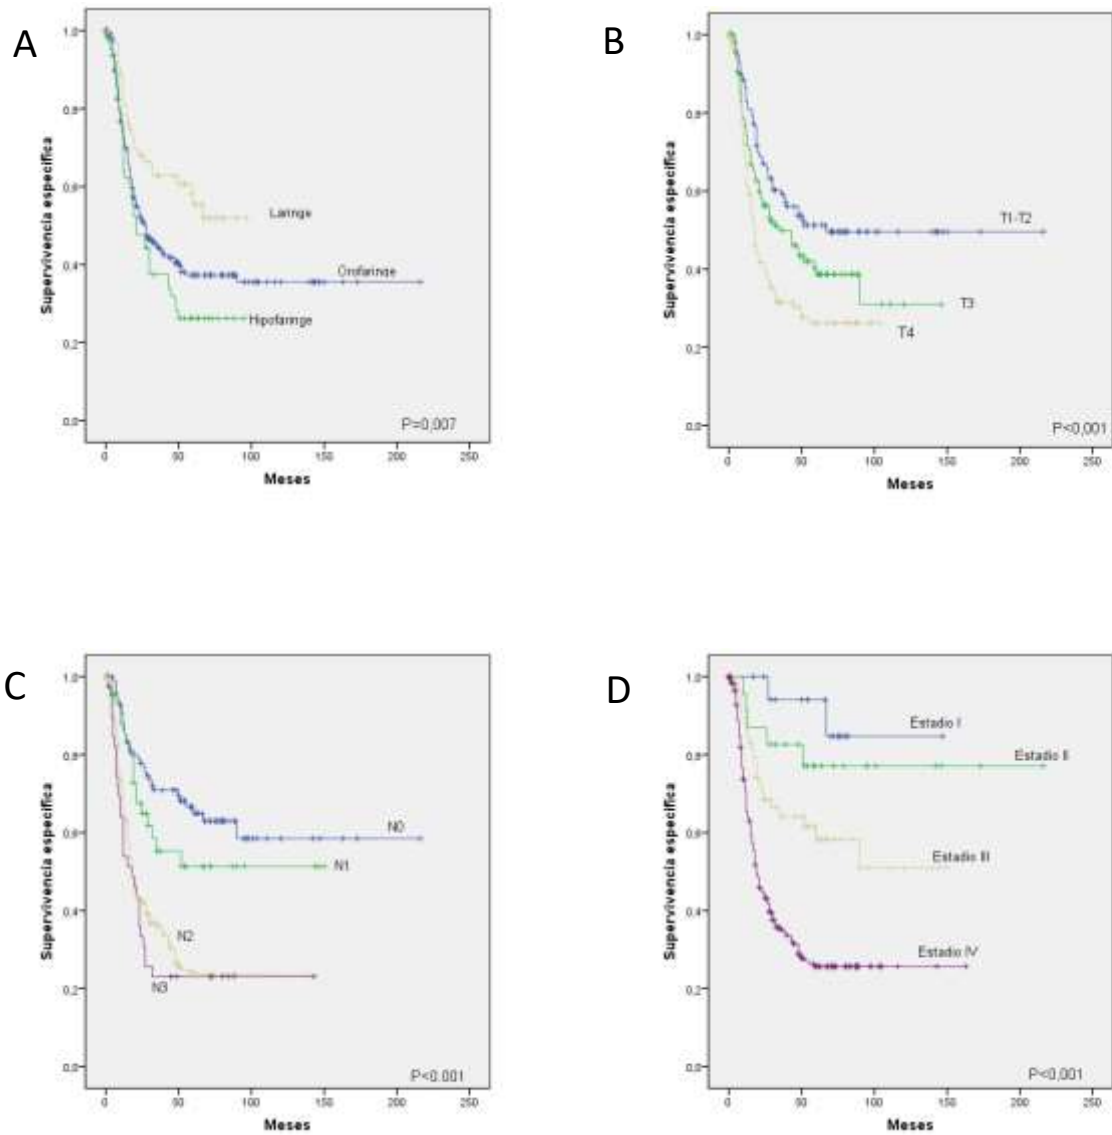 A
Supervivencia específica
1,0
0,8
0,6
0,4
0,2
0,0
Laringe
Orofaringe
Hipofaringe
P=0,007
0
50
100
150
200
250
Meses
B
Supervivencia específica
1,0
0,8
0,6
0,4
0,2
0,0
T1-T2
T3
T4
P<0,001
0
50
100
150
200
250
Meses
C
Supervivencia específica
1,0
0,8
0,6
0,4
0,2
0,0
N0
N1
N2
N3
P<0.001
0
50
100
150
200
250
Meses
D
Supervivencia específica
1,0
0,8
0,6
0,4
0,2
0,0
Estadio I
Estadio II
Estadio III
Estadio IV
P<0,001
0
50
100
150
200
250
Meses